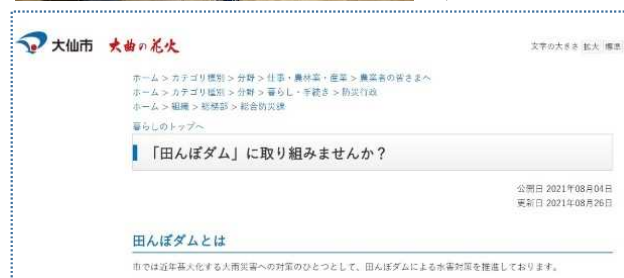 大仙市 大曲の花火
文字の大きさ 拡大 標準
ホーム > カテゴリ種別 > 分野 > 仕事・農林業・産業 > 農業者の皆さまへ
ホーム > カテゴリ種別 > 分野 > 暮らし・手続き > 防災行政
ホーム > 組織 > 総務部 > 総合防災課
暮らしのトップへ
「田んぼダム」に取り組みませんか？
公開日 2021年08月04日
更新日 2021年08月26日
田んぼダムとは
市では近年甚大化する大雨災害への対策のひとつとして、田んぼダムによる水害対策を推進しております。